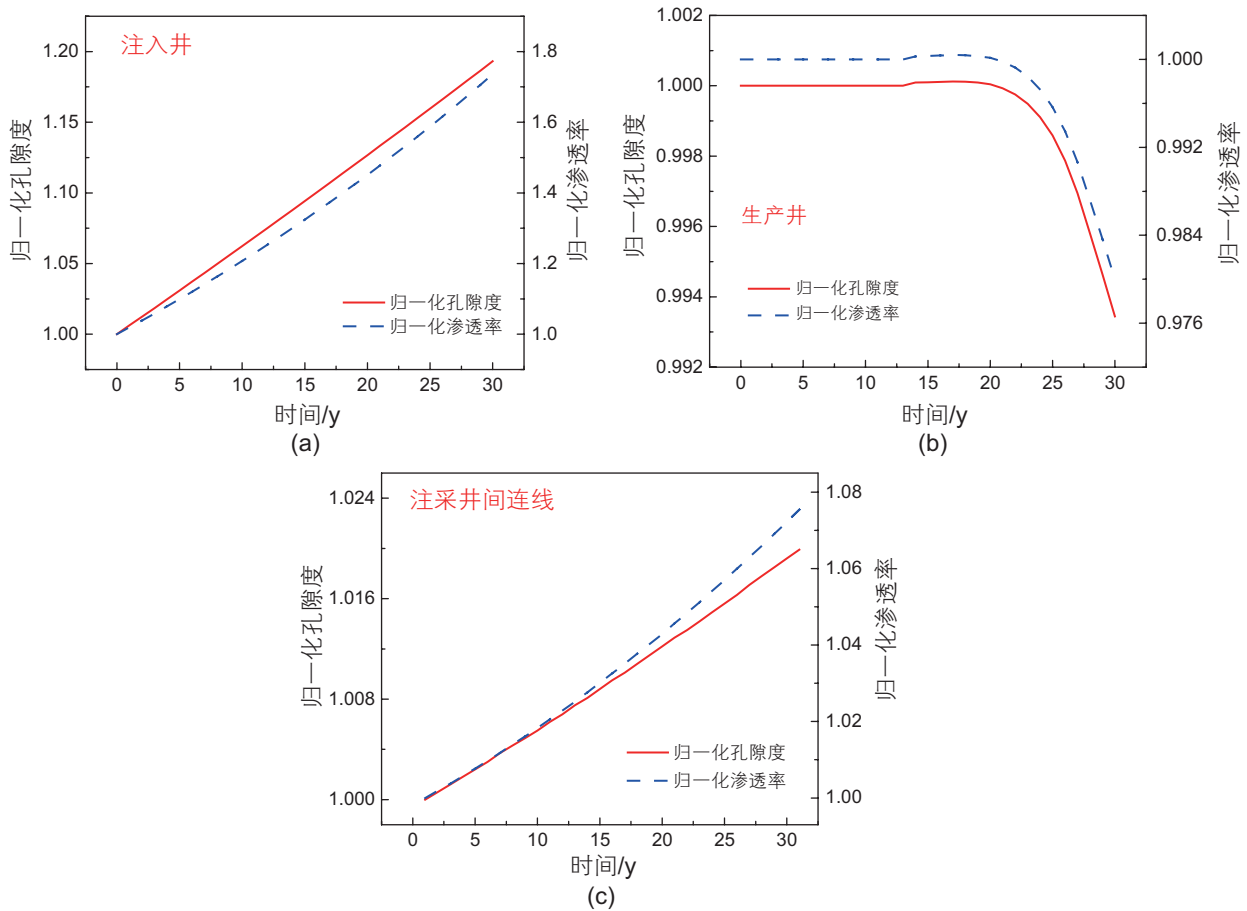 注入井
1.20
1.15
1.10
1.05
1.00
归一化孔隙度
1.8
1.6
1.4
1.2
1.0
归一化渗透率
归一化孔隙度
归一化渗透率
0 5 10 15 20 25 30
时间/y
(a)
1.002
1.000
0.998
0.996
0.994
0.992
归一化孔隙度
生产井
1.000
0.992
0.984
0.976
归一化渗透率
归一化孔隙度
归一化渗透率
0 5 10 15 20 25 30
时间/y
(b)
注采井间连线
1.024
1.016
1.008
1.000
归一化孔隙度
1.08
1.06
1.04
1.02
1.00
归一化渗透率
归一化孔隙度
归一化渗透率
0 5 10 15 20 25 30
时间/y
(c)